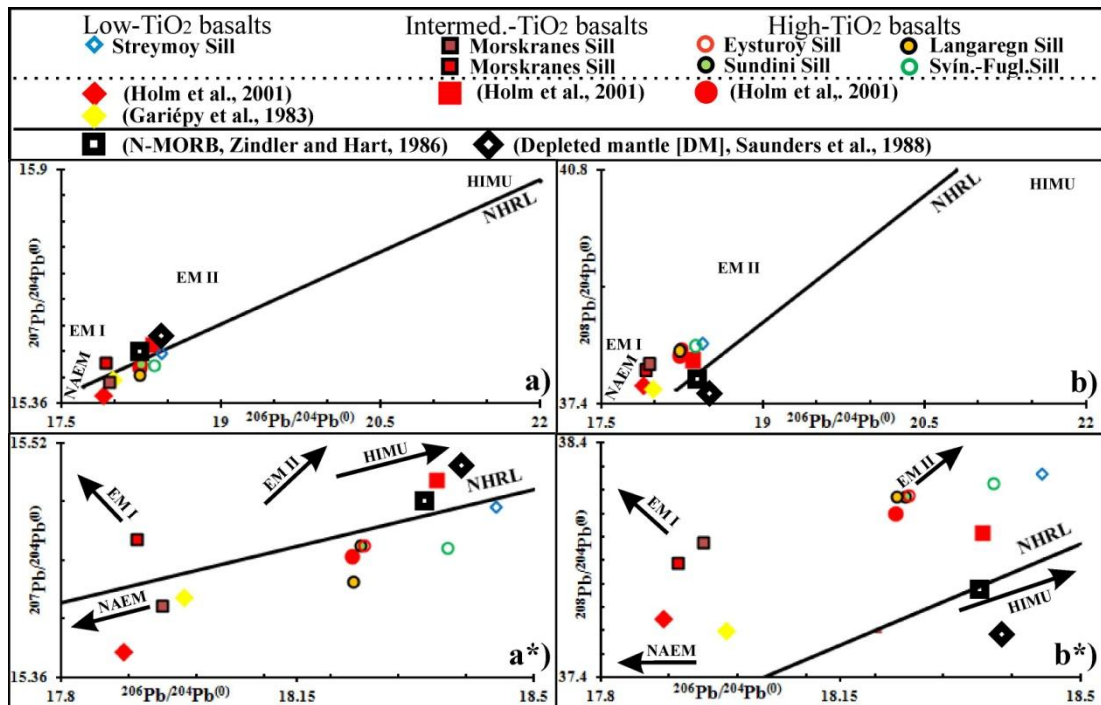 Low-TiO2 basalts Intermed.-TiO2 basalts High-TiO2 basalts
Streymoy Sill Morskranes Sill Eysturoy Sill Langaregn Sill
Morskranes Sill Sundini Sill Svín.-Fugl.Sill
(Holm et al., 2001) (Holm et al., 2001) (Holm et al,. 2001)
(Gariépy et al., 1983)
(N-MORB, Zindler and Hart, 1986) (Depleted mantle [DM], Saunders et al., 1988)
15.9
HIMU
NHRL
EM II
207Pb/204Pb(0)
EM I
NAEM
a)
15.36
17.5 19 206Pb/204Pb(0) 20.5 22
40.8
HIMU
NHRL
EM II
208Pb/204Pb(0)
EM I
NAEM
b)
37.4
17.5 19 206Pb/204Pb(0) 20.5 22
15.52
EM II HIMU
EM I
NHRL
207Pb/204Pb(0)
NAEM
a*)
15.36
17.8 206Pb/204Pb(0) 18.15 18.5
38.4
EM II
EM I
NHRL
208Pb/204Pb(0)
HIMU
NAEM
b*)
37.4
17.8 206Pb/204Pb(0) 18.15 18.5